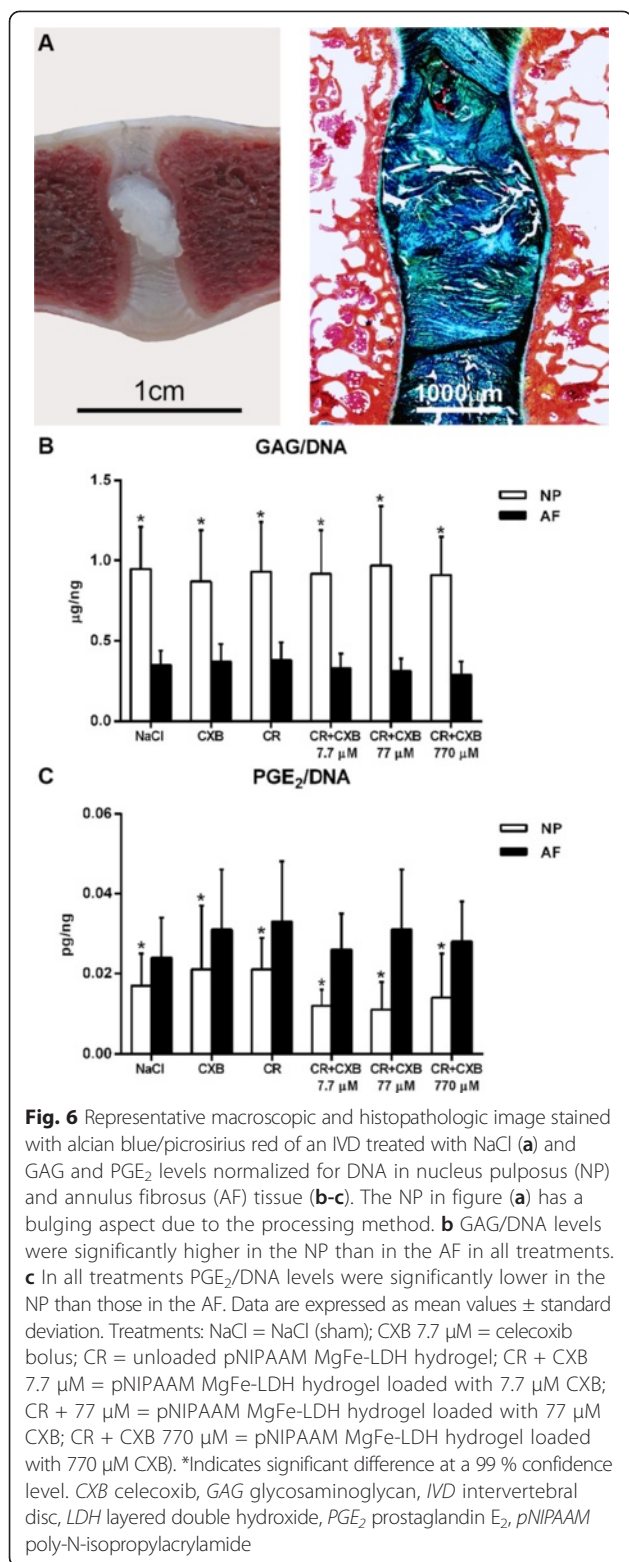 A
1cm
1000μm
B
GAG/DNA
1.5
1.0
0.5
0.0
μg/ng
* * * * * *
NP
AF
NaCl CXB CR CR+CXB 7.7 μM CR+CXB 77 μM CR+CXB 770 μM
C
PGE2/DNA
0.06
0.04
0.02
0.00
pg/ng
* * * * * *
NP
AF
NaCl CXB CR CR+CXB 7.7 μM CR+CXB 77 μM CR+CXB 770 μM
Fig. 6 Representative macroscopic and histopathologic image stained
with alcian blue/picrosirius red of an IVD treated with NaCl (a) and
GAG and PGE2 levels normalized for DNA in nucleus pulposus (NP)
and annulus fibrosus (AF) tissue (b-c). The NP in figure (a) has a
bulging aspect due to the processing method. b GAG/DNA levels
were significantly higher in the NP than in the AF in all treatments.
c In all treatments PGE2/DNA levels were significantly lower in the
NP than those in the AF. Data are expressed as mean values ± standard
deviation. Treatments: NaCl = NaCl (sham); CXB 7.7 μM = celecoxib
bolus; CR = unloaded pNIPAAM MgFe-LDH hydrogel; CR + CXB
7.7 μM = pNIPAAM MgFe-LDH hydrogel loaded with 7.7 μM CXB;
CR + 77 μM = pNIPAAM MgFe-LDH hydrogel loaded with 77 μM
CXB; CR + CXB 770 μM = pNIPAAM MgFe-LDH hydrogel loaded
with 770 μM CXB). *Indicates significant difference at a 99 % confidence
level. CXB celecoxib, GAG glycosaminoglycan, IVD intervertebral
disc, LDH layered double hydroxide, PGE2 prostaglandin E2, pNIPAAM
poly-N-isopropylacrylamide